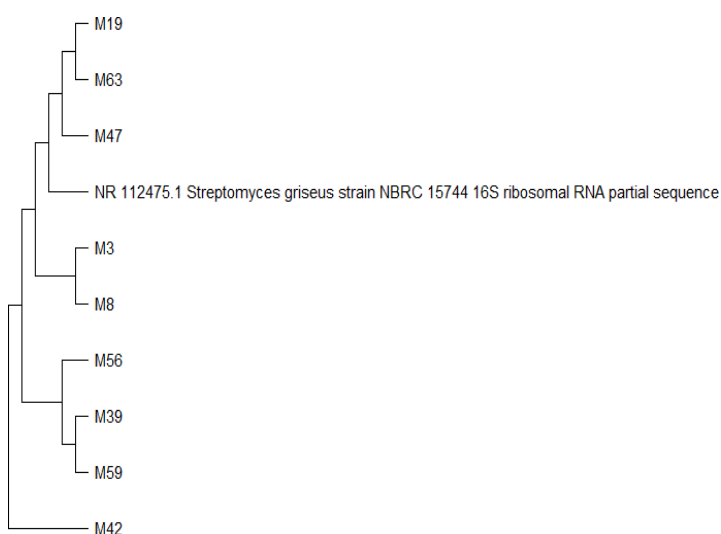 M19
M63
M47
NR 112475.1 Streptomyces griseus strain NBRC 15744 16S ribosomal RNA partial sequence
M3
M8
M56
M39
M59
M42